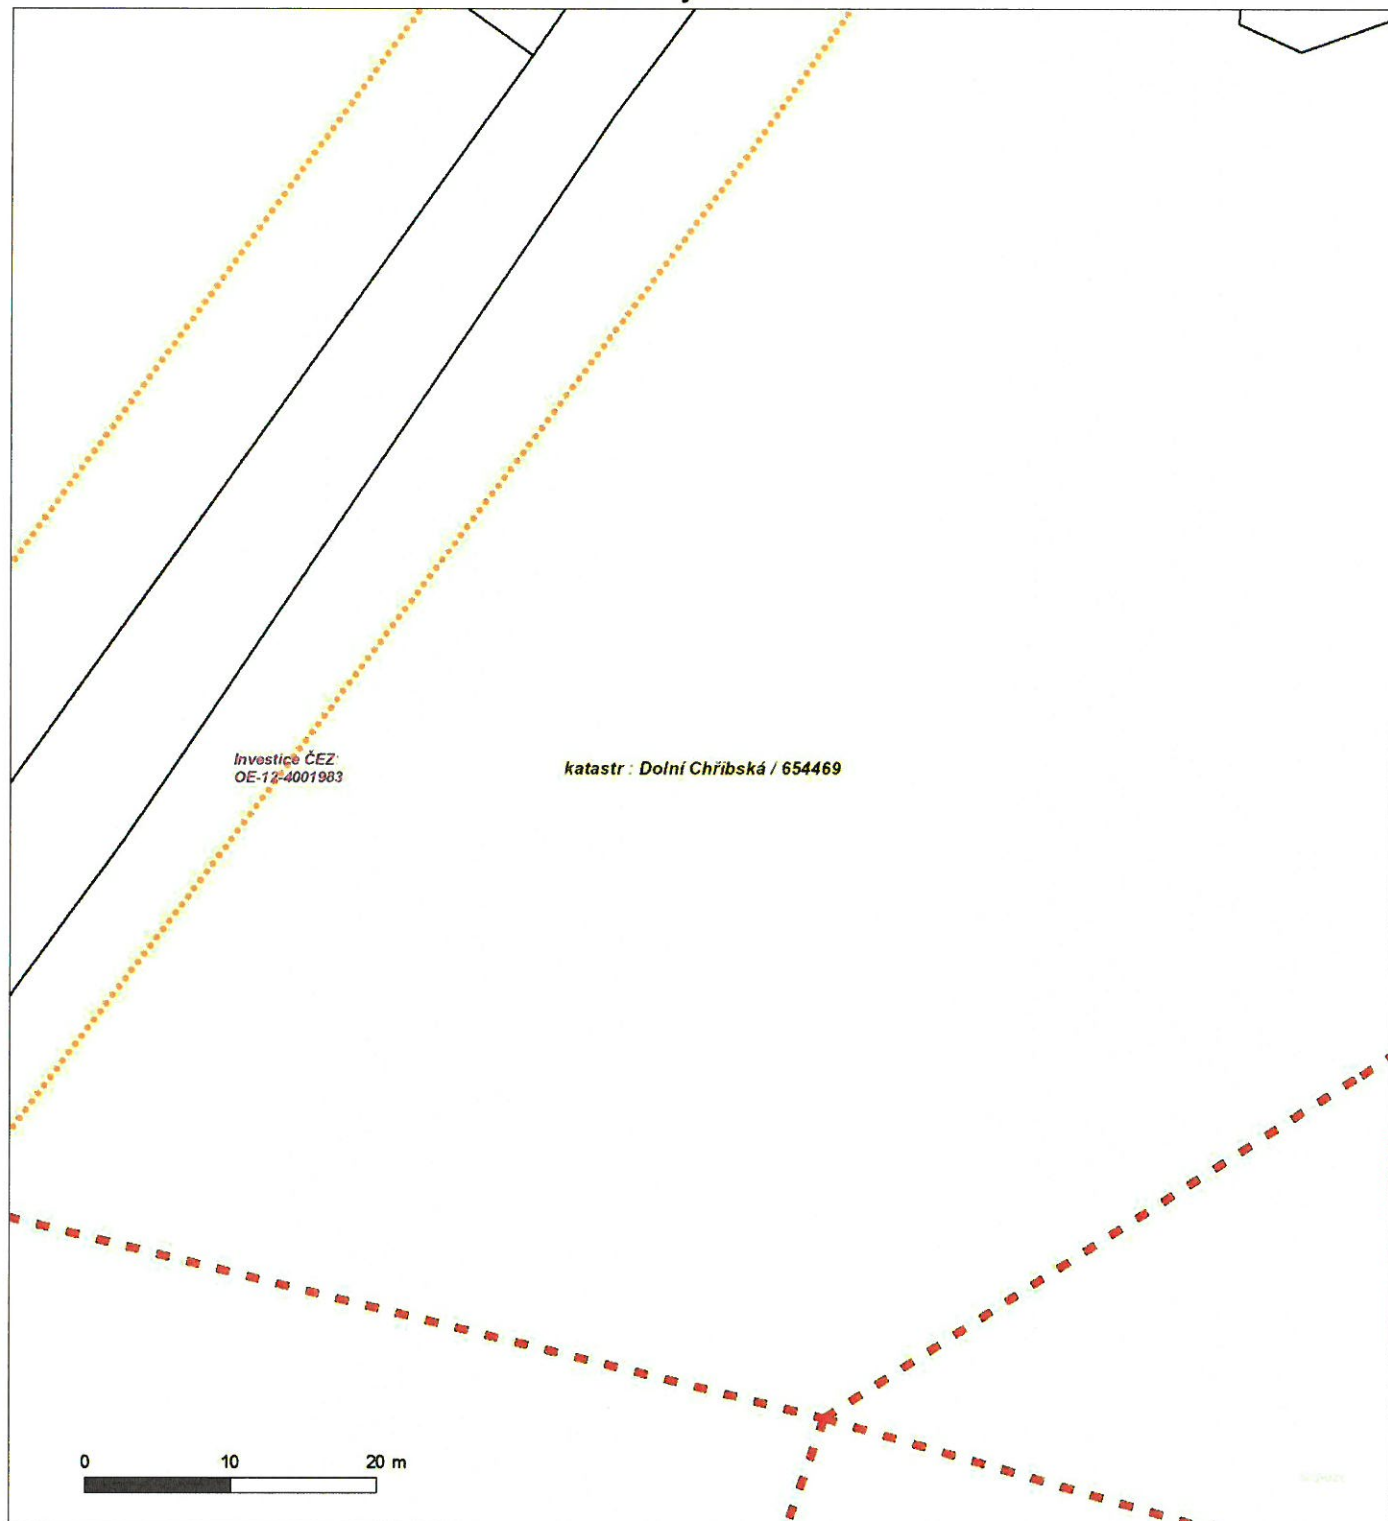 Investice ČEZ:
OE-12-4001983
katastr : Dolní Chřibská / 654469
0 10 20 m